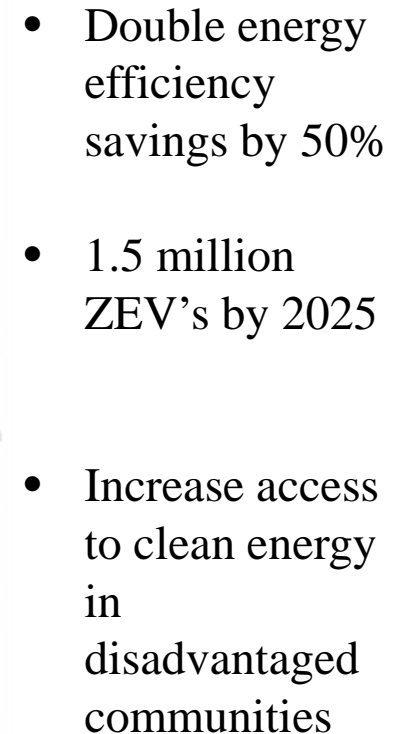 • Double energy
efficiency
savings by 50%
• 1.5 million
ZEV’s by 2025
• Increase access
to clean energy
in
disadvantaged
communities